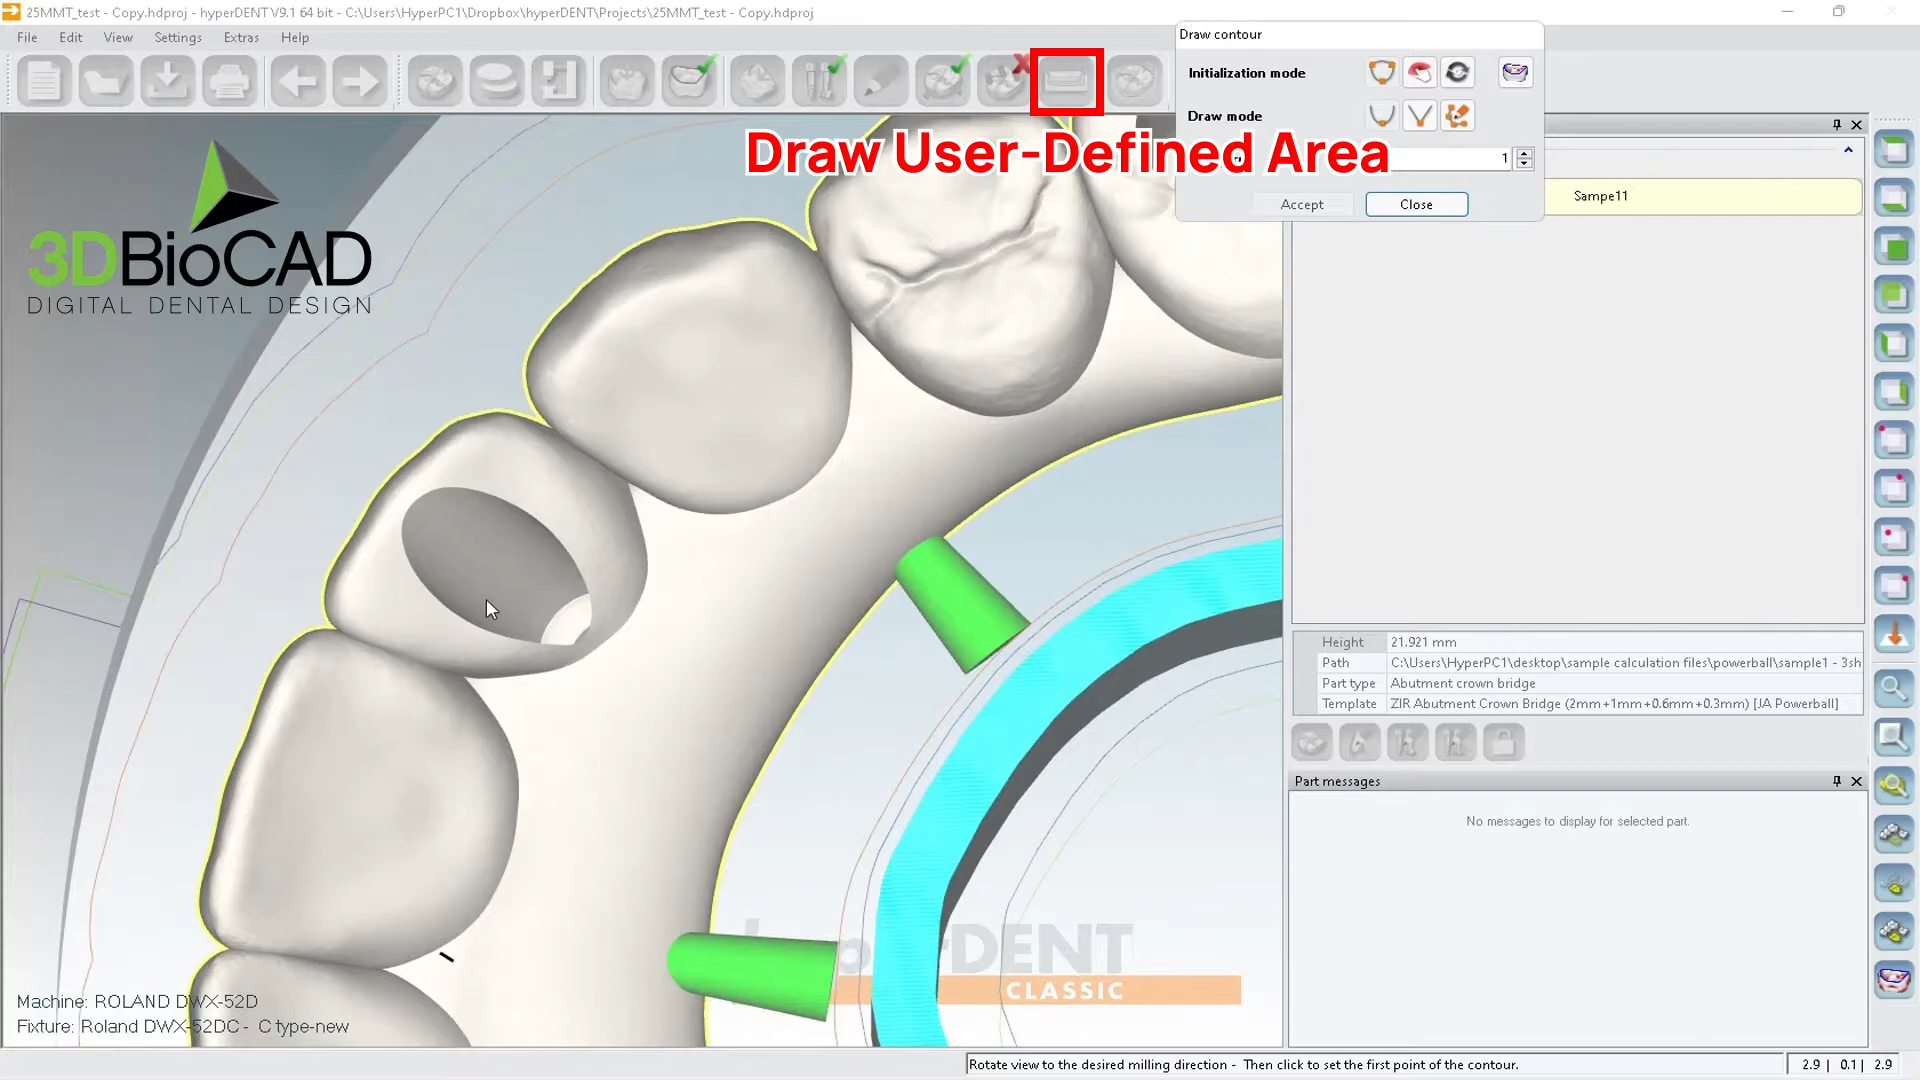 25MMT_test - Copy.hdproj - hyperDENT V9.1 64 bit - C:\Users\HyperPC1\Dropbox\hyperDENT\Projects\25MMT_test - Copy.hdproj
File Edit View Settings Extras Help
Draw contour
Initialization mode
Draw mode
Draw User-Defined Area
1
Accept Close
Sampe11
3DBioCAD
DIGITAL DENTAL DESIGN
Height 21.921 mm
Path C:\Users\HyperPC1\desktop\sample calculation files\powerball\sample1 - 3sh
Part type Abutment crown bridge
Template ZIR Abutment Crown Bridge (2mm+1mm+0.6mm+0.3mm) [JA Powerball]
Part messages
No messages to display for selected part.
DENT
CLASSIC
Machine: ROLAND DWX-52D
Fixture: Roland DWX-52DC - C type-new
Rotate view to the desired milling direction - Then click to set the first point of the contour.
2.9 | 0.1 | 2.9